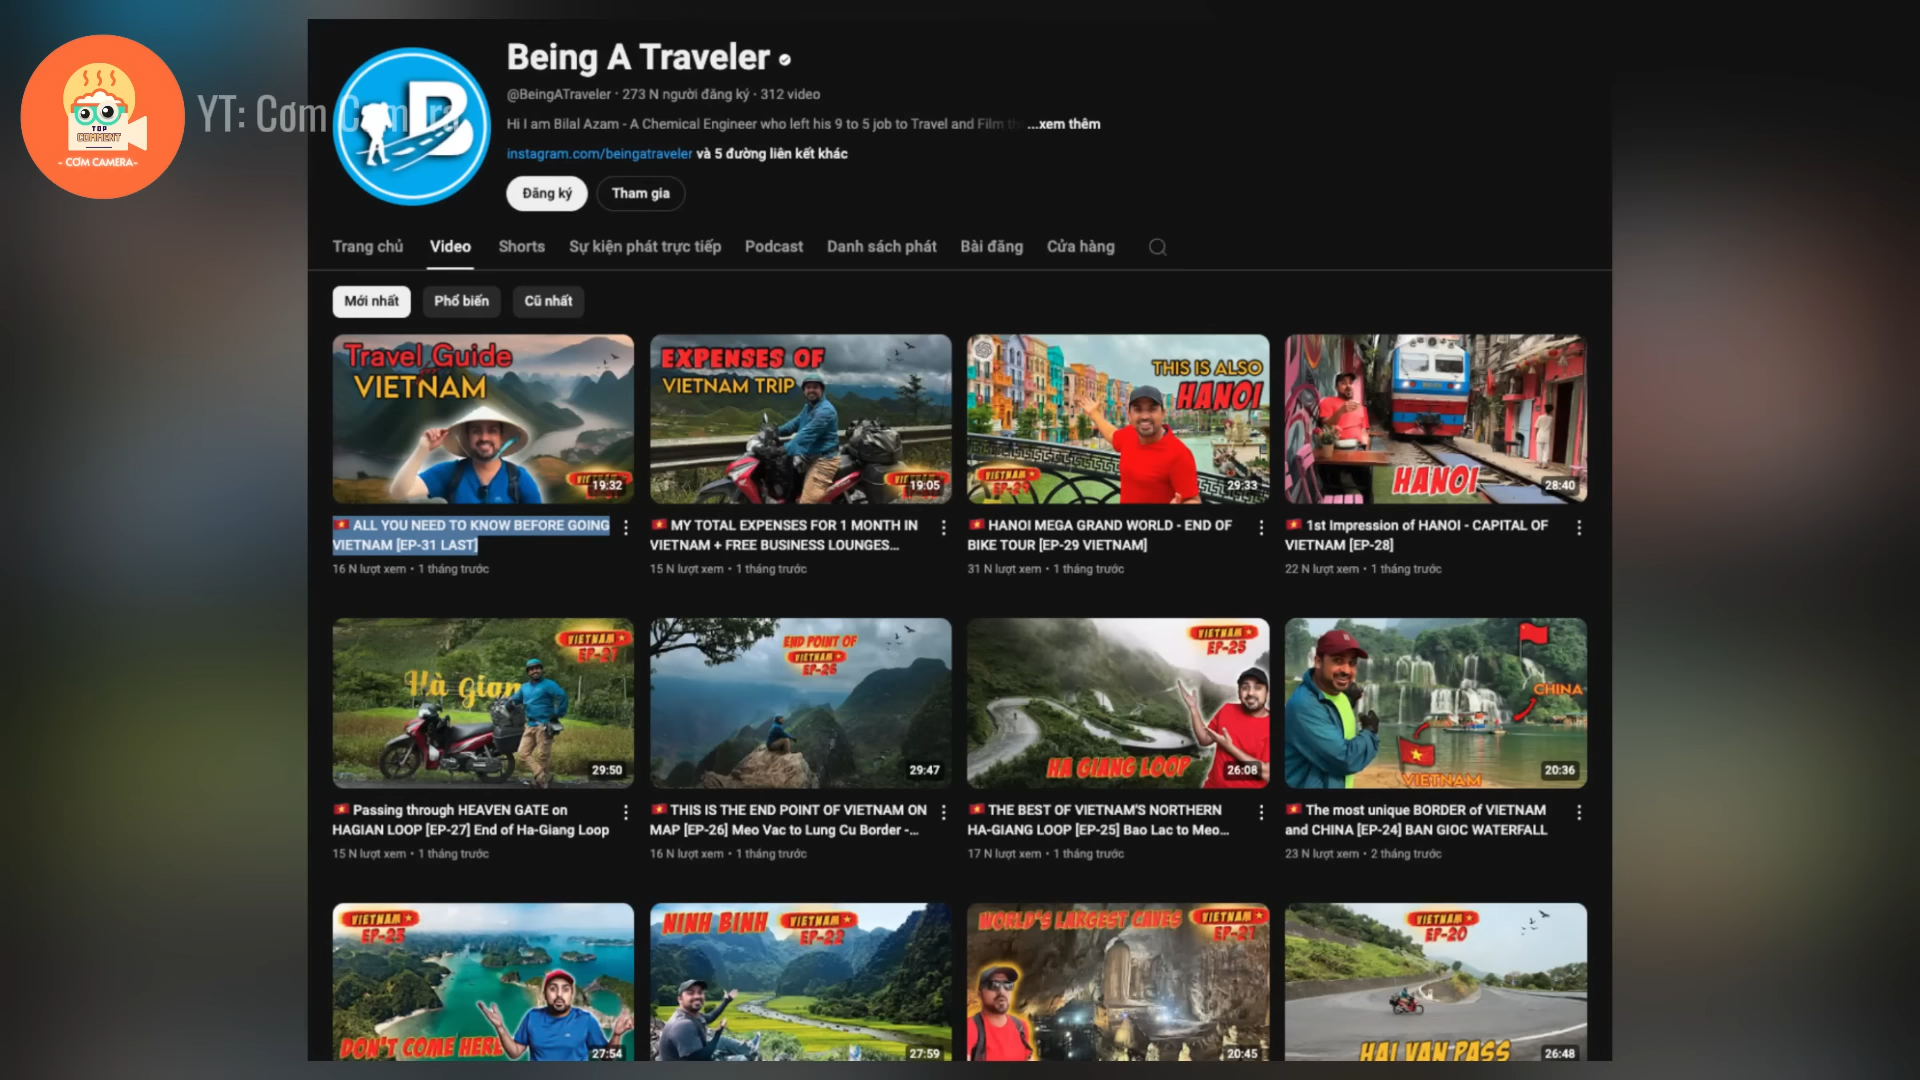 TOP
COMMENT
- CƠM CAMERA-
YT: Cơm Camera
B
Being A Traveler
@BeingATraveler · 273 N người đăng ký · 312 video
Hi I am Bilal Azam - A Chemical Engineer who left his 9 to 5 job to Travel and Film ...xem thêm
instagram.com/beingatraveler và 5 đường liên kết khác
Đăng ký
Tham gia
Trang chủ Video Shorts Sự kiện phát trực tiếp Podcast Danh sách phát Bài đăng Cửa hàng
Mới nhất Phổ biến Cũ nhất
Travel Guide
VIETNAM
19:32
EXPENSES OF
VIETNAM TRIP
19:05
THIS IS ALSO
HANOI
VIETNAM
29:33
HANOI
28:40
ALL YOU NEED TO KNOW BEFORE GOING
VIETNAM [EP-31 LAST]
16 N lượt xem • 1 tháng trước
MY TOTAL EXPENSES FOR 1 MONTH IN
VIETNAM + FREE BUSINESS LOUNGES...
15 N lượt xem • 1 tháng trước
HANOI MEGA GRAND WORLD - END OF
BIKE TOUR [EP-29 VIETNAM]
31 N lượt xem • 1 tháng trước
1st Impression of HANOI - CAPITAL OF
VIETNAM [EP-28]
22 N lượt xem • 1 tháng trước
VIETNAM
EP-27
Hà Gian
29:50
END POINT OF
VIETNAM
EP-26
29:47
VIETNAM
EP-25
HA GIANG LOOP
26:08
CHINA
VIETNAM
20:36
Passing through HEAVEN GATE on
HAGIAN LOOP [EP-27] End of Ha-Giang Loop
15 N lượt xem • 1 tháng trước
THIS IS THE END POINT OF VIETNAM ON
MAP [EP-26] Meo Vac to Lung Cu Border -...
16 N lượt xem • 1 tháng trước
THE BEST OF VIETNAM'S NORTHERN
HA-GIANG LOOP [EP-25] Bao Lac to Meo...
17 N lượt xem • 1 tháng trước
The most unique BORDER of VIETNAM
and CHINA [EP-24] BAN GIOC WATERFALL
23 N lượt xem • 2 tháng trước
VIETNAM
EP-23
DON'T COME HERE
27:54
NINH BINH
VIETNAM
EP-22
27:59
WORLD'S LARGEST CAVES
VIETNAM
EP-21
20:45
VIETNAM
EP-20
HAI VAN PASS
26:48